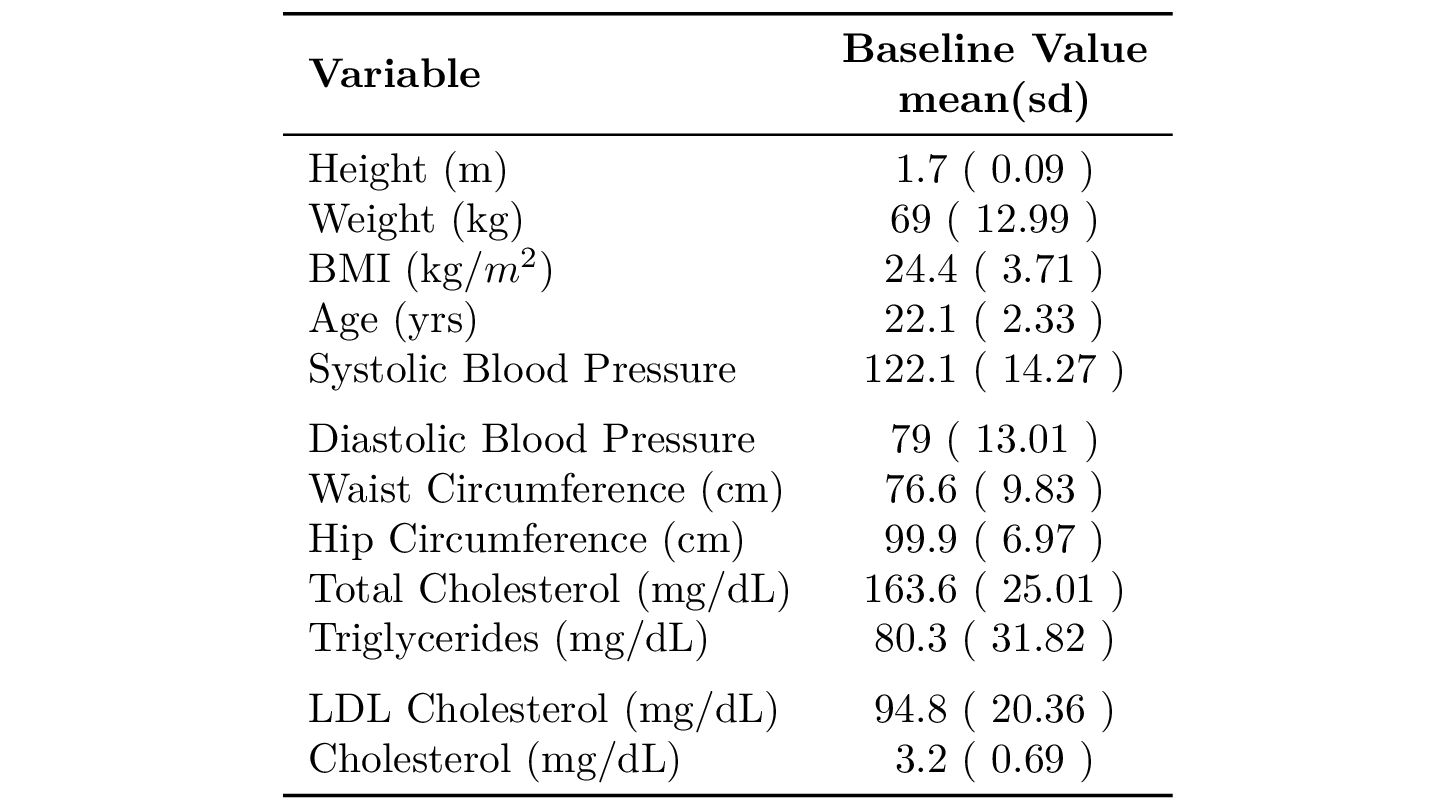 Variable Baseline Value
mean(sd)
Height (m) 1.7 ( 0.09 )
Weight (kg) 69 ( 12.99 )
BMI (kg/m²) 24.4 ( 3.71 )
Age (yrs) 22.1 ( 2.33 )
Systolic Blood Pressure 122.1 ( 14.27 )
Diastolic Blood Pressure 79 ( 13.01 )
Waist Circumference (cm) 76.6 ( 9.83 )
Hip Circumference (cm) 99.9 ( 6.97 )
Total Cholesterol (mg/dL) 163.6 ( 25.01 )
Triglycerides (mg/dL) 80.3 ( 31.82 )
LDL Cholesterol (mg/dL) 94.8 ( 20.36 )
Cholesterol (mg/dL) 3.2 ( 0.69 )